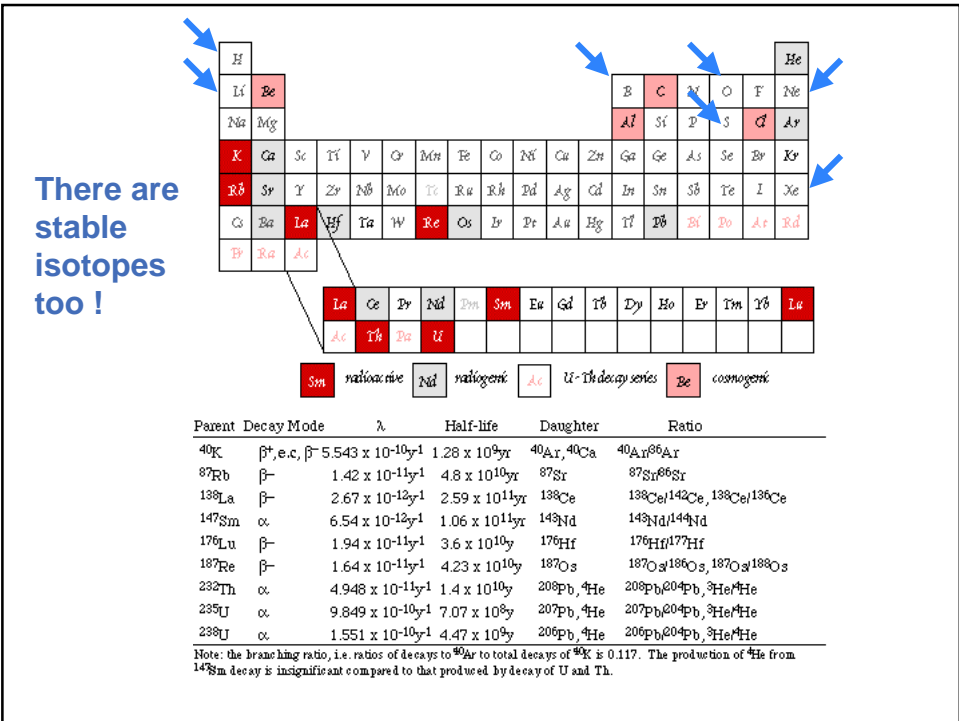 H He
Li Be B C N O F Ne
Na Mg Al Si P S Cl Ar
K Ca Sc Ti V Cr Mn Fe Co Ni Cu Zn Ga Ge As Se Br Kr
Rb Sr Y Zr Nb Mo Tc Ru Rh Pd Ag Cd In Sn Sb Te I Xe
Cs Ba La Hf Ta W Re Os Ir Pt Au Hg Tl Pb Bi Po At Rd
Fr Ra Ac
There are
stable
isotopes
too !
La Ce Pr Nd Pm Sm Eu Gd Tb Dy Ho Er Tm Yb Lu
Ac Th Pa U
Sm radioactive Nd radiogenic Ac U-Th decay series Be cosmogenic
Parent Decay Mode λ Half-life Daughter Ratio
⁴⁰K β⁺, e.c, β⁻ 5.543 x 10⁻¹⁰y⁻¹ 1.28 x 10⁹yr ⁴⁰Ar, ⁴⁰Ca ⁴⁰Ar/³⁶Ar
⁸⁷Rb β− 1.42 x 10⁻¹¹y⁻¹ 4.8 x 10¹⁰yr ⁸⁷Sr ⁸⁷Sr/⁸⁶Sr
¹³⁸La β− 2.67 x 10⁻¹²y⁻¹ 2.59 x 10¹¹yr ¹³⁸Ce ¹³⁸Ce/¹⁴²Ce, ¹³⁸Ce/¹³⁶Ce
¹⁴⁷Sm α 6.54 x 10⁻¹²y⁻¹ 1.06 x 10¹¹yr ¹⁴³Nd ¹⁴³Nd/¹⁴⁴Nd
¹⁷⁶Lu β− 1.94 x 10⁻¹¹y⁻¹ 3.6 x 10¹⁰y ¹⁷⁶Hf ¹⁷⁶Hf/¹⁷⁷Hf
¹⁸⁷Re β− 1.64 x 10⁻¹¹y⁻¹ 4.23 x 10¹⁰y ¹⁸⁷Os ¹⁸⁷Os/¹⁸⁶Os, ¹⁸⁷Os/¹⁸⁸Os
²³²Th α 4.948 x 10⁻¹¹y⁻¹ 1.4 x 10¹⁰y ²⁰⁸Pb, ⁴He ²⁰⁸Pb/²⁰⁴Pb, ³He/⁴He
²³⁵U α 9.849 x 10⁻¹⁰y⁻¹ 7.07 x 10⁸y ²⁰⁷Pb, ⁴He ²⁰⁷Pb/²⁰⁴Pb, ³He/⁴He
²³⁸U α 1.551 x 10⁻¹⁰y⁻¹ 4.47 x 10⁹y ²⁰⁶Pb, ⁴He ²⁰⁶Pb/²⁰⁴Pb, ³He/⁴He
Note: the branching ratio, i.e. ratios of decays to ⁴⁰Ar to total decays of ⁴⁰K is 0.117. The production of ⁴He from
¹⁴⁷Sm decay is insignificant compared to that produced by decay of U and Th.